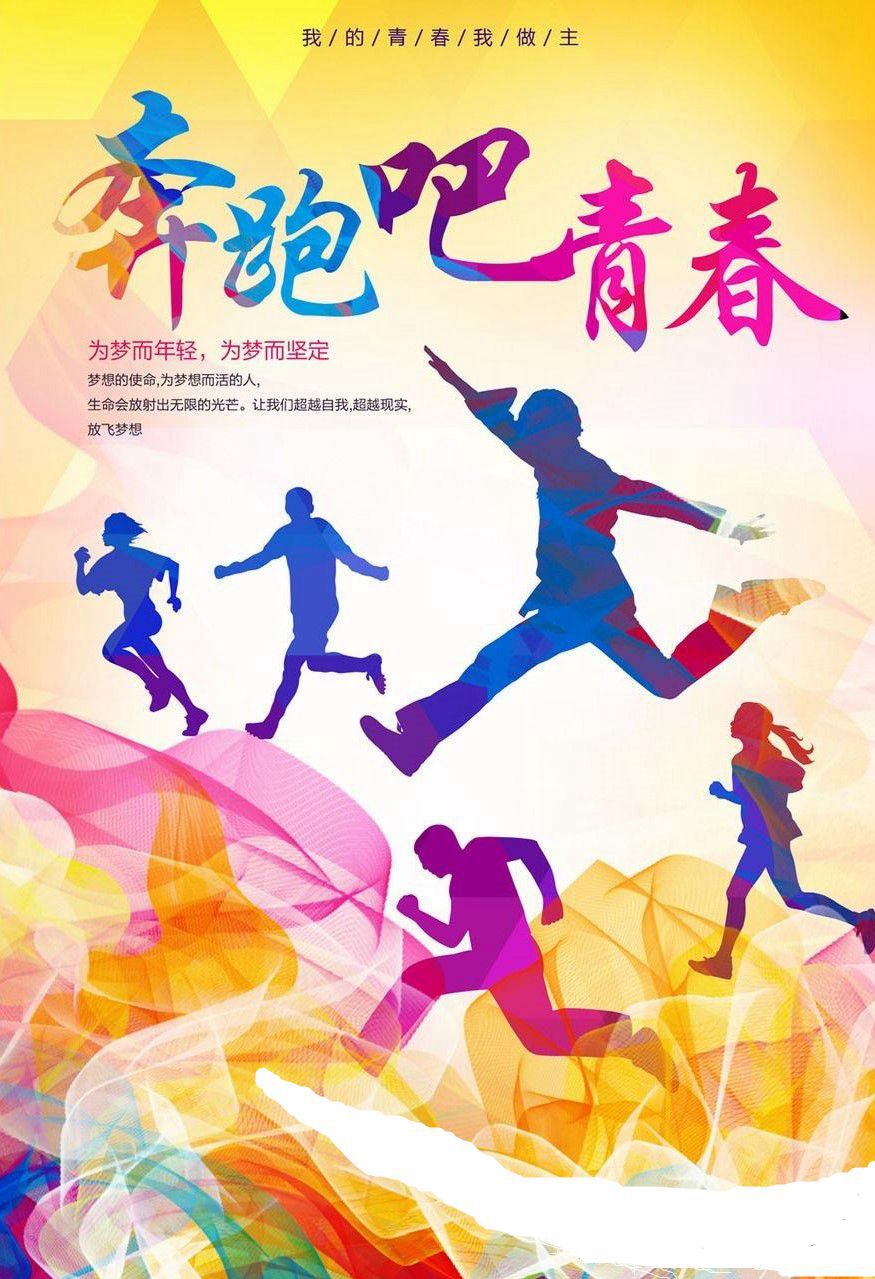 我/的/青/春/我/做/主
奔跑吧青春
为梦而年轻，为梦而坚定
梦想的使命,为梦想而活的人,
生命会放射出无限的光芒。让我们超越自我,超越现实,
放飞梦想